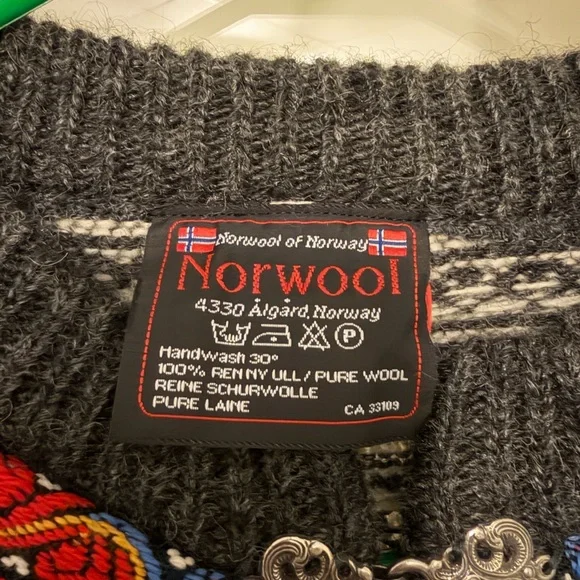 Norwool of Norway
Norwool
4330 Ålgård, Norway
P
Handwash 30°
100% REN NY ULL / PURE WOOL
REINE SCHURWOLLE
PURE LAINE CA 33109